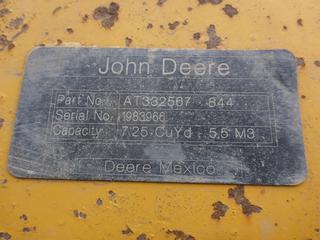 John Deere
Part No. AT332567 844
Serial No. 1983966
Capacity: 7.25 CuYd 5.5 M3
Deere Mexico